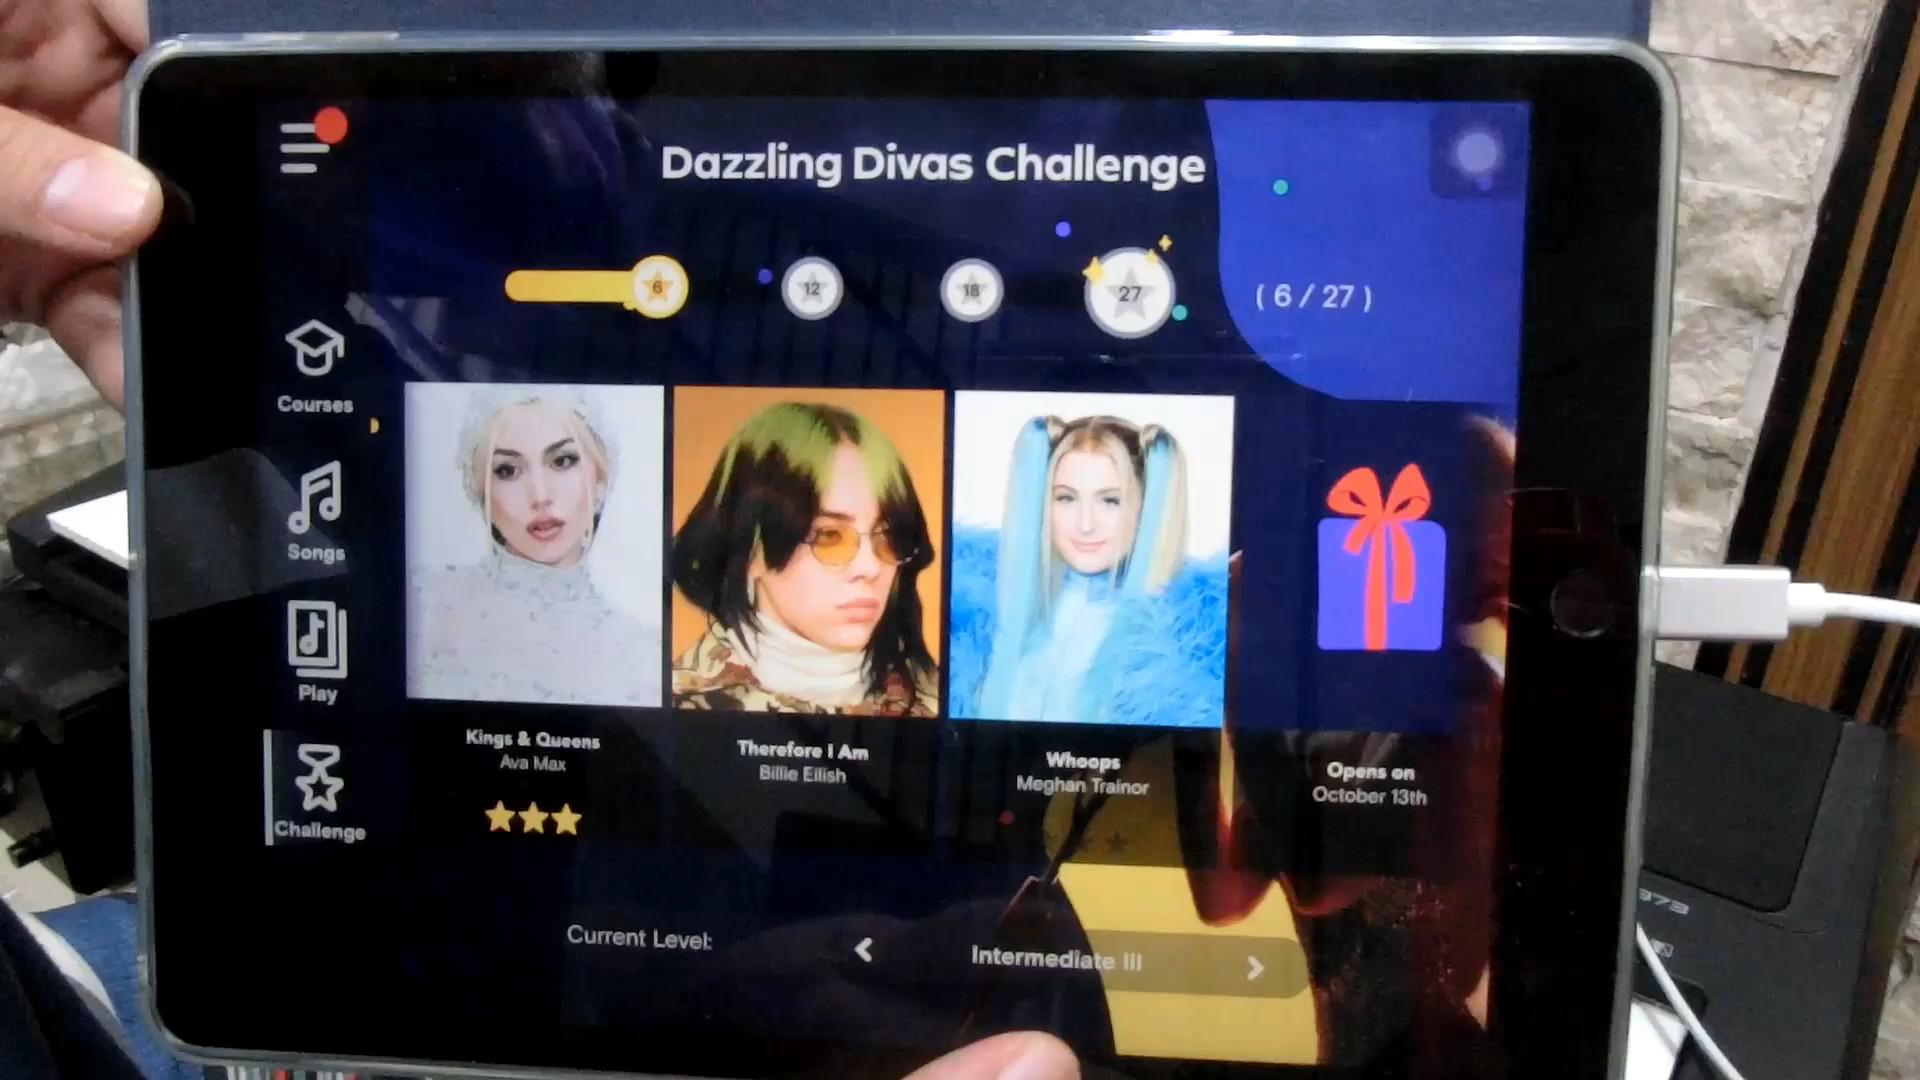 Dazzling Divas Challenge
6
12
18
27
( 6 / 27 )
Courses
Songs
Play
Challenge
Kings & Queens
Ava Max
Therefore I Am
Billie Eilish
Whoops
Meghan Trainor
Opens on
October 13th
Current Level:
Intermediate III
973